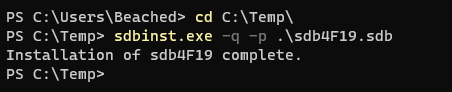 PS C:\Users\Beached> cd C:\Temp\
PS C:\Temp> sdbinst.exe -q -p .\sdb4F19.sdb
Installation of sdb4F19 complete.
PS C:\Temp>